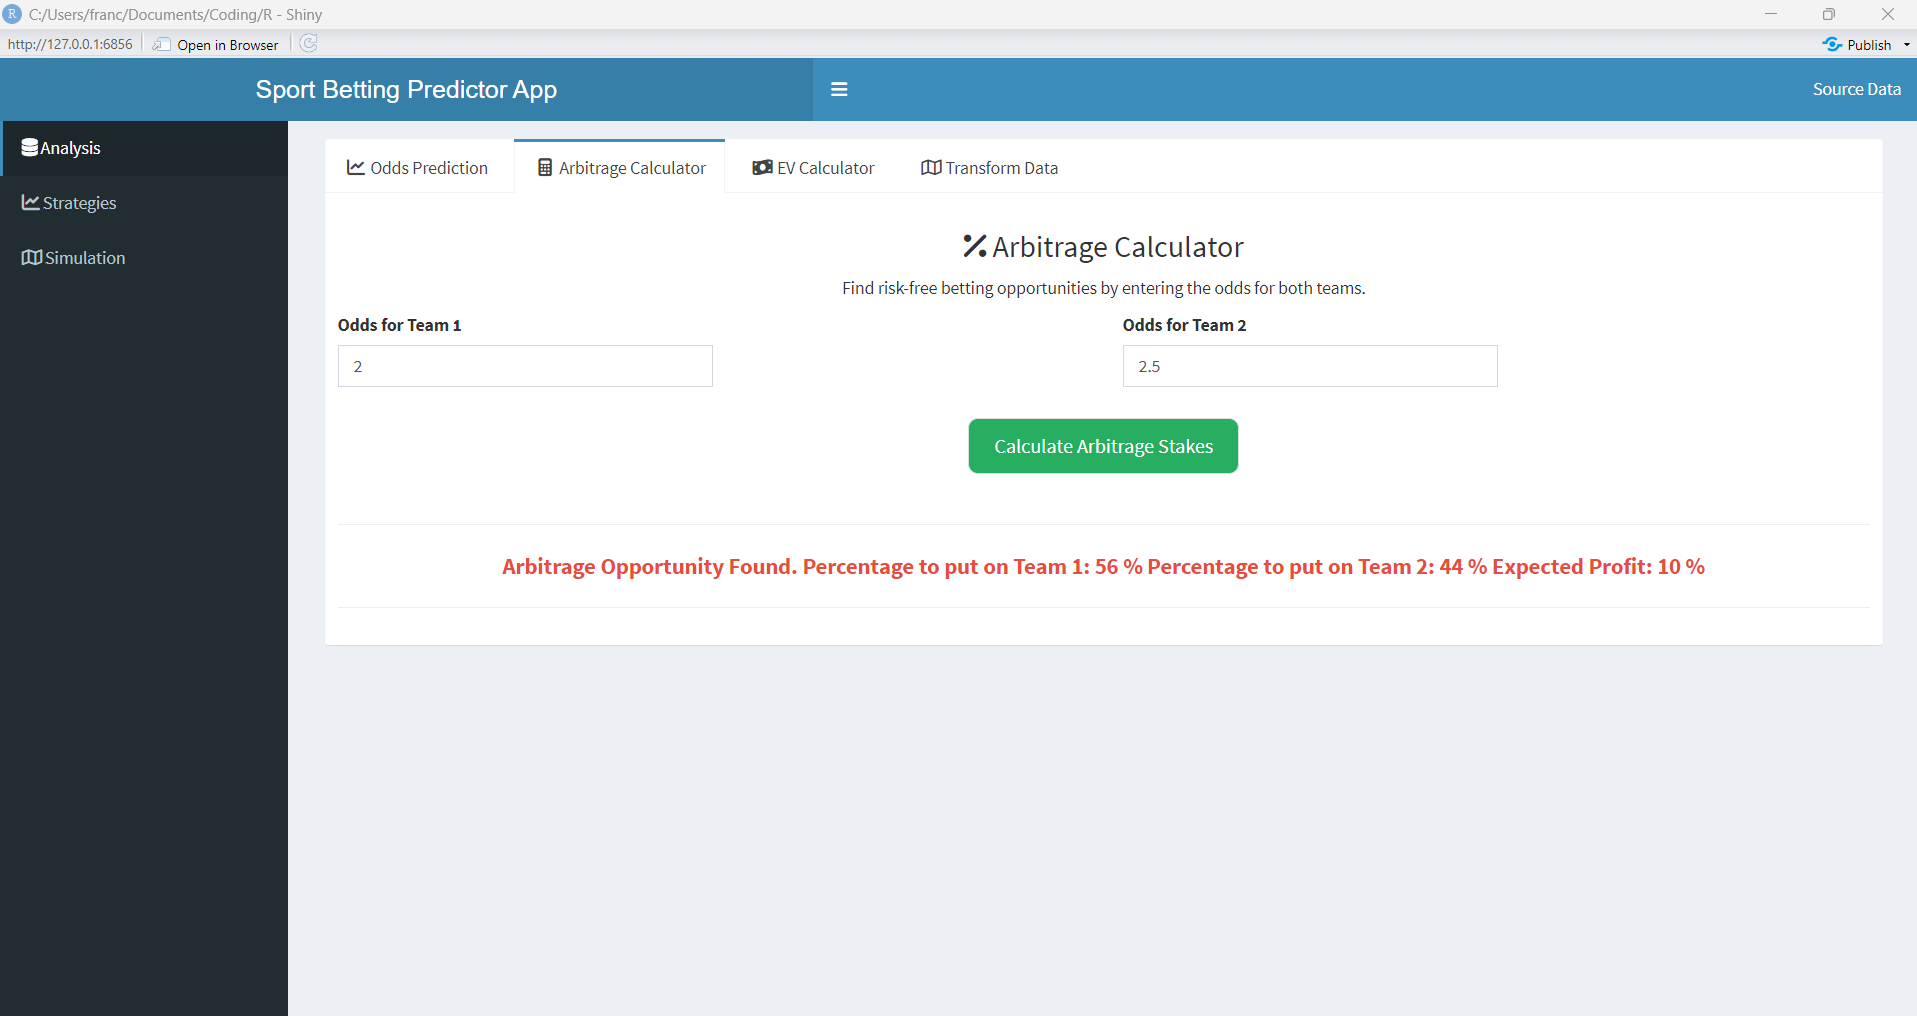 R C:/Users/franc/Documents/Coding/R - Shiny
http://127.0.0.1:6856 Open in Browser Publish
Sport Betting Predictor App Source Data
Analysis
Strategies
Simulation
Odds Prediction Arbitrage Calculator EV Calculator Transform Data
Arbitrage Calculator
Find risk-free betting opportunities by entering the odds for both teams.
Odds for Team 1 Odds for Team 2
2 2.5
Calculate Arbitrage Stakes
Arbitrage Opportunity Found. Percentage to put on Team 1: 56 % Percentage to put on Team 2: 44 % Expected Profit: 10 %